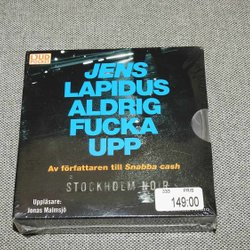 LJUD
JENS
LAPIDUS
ALDRIG
FUCKA
UPP
Av författaren till Snabba cash
STOCKHOLM NOIR
Uppläsare:
Jonas Malmsjö
149:00